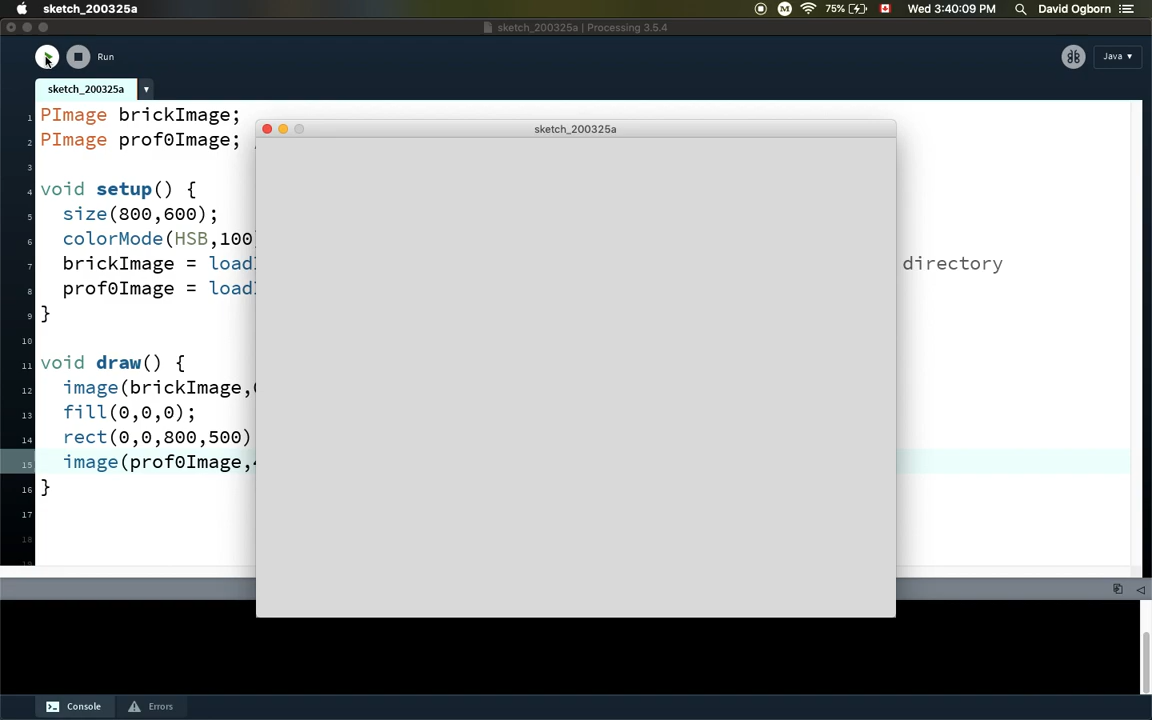 sketch_200325a
75%
Wed 3:40:09 PM
David Ogborn
sketch_200325a | Processing 3.5.4
Run
Java ▾
sketch_200325a
1 PImage brickImage;
2 PImage prof0Image;
3
4 void setup() {
5 size(800,600);
6 colorMode(HSB,100
7 brickImage = load directory
8 prof0Image = load
9 }
10
11 void draw() {
12 image(brickImage,
13 fill(0,0,0);
14 rect(0,0,800,500)
15 image(prof0Image,
16 }
17
18
sketch_200325a
Console
Errors